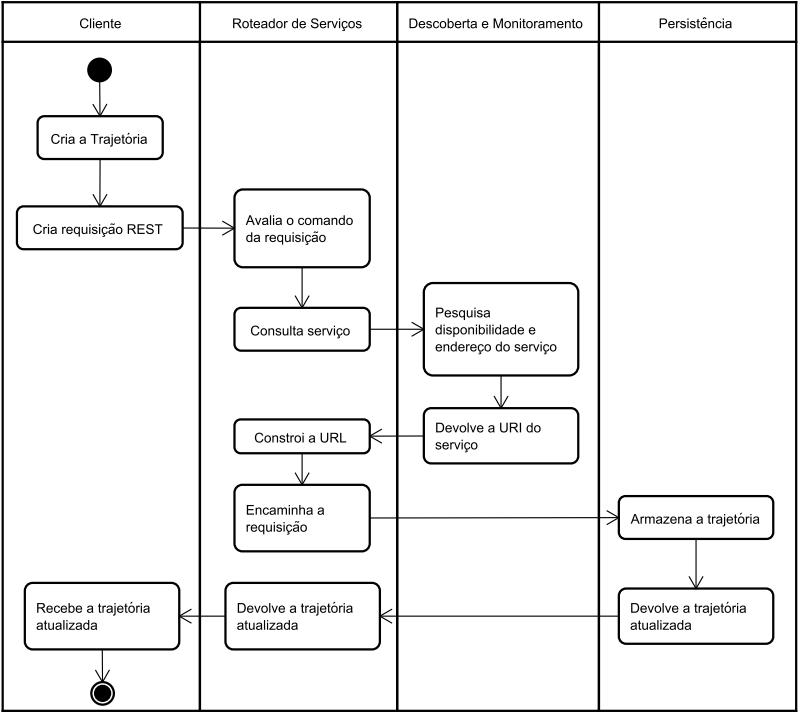 Cliente
Roteador de Serviços
Descoberta e Monitoramento
Persistência
Cria a Trajetória
Cria requisição REST
Avalia o comando
da requisição
Consulta serviço
Pesquisa
disponibilidade e
endereço do serviço
Devolve a URI do
serviço
Constroi a URL
Encaminha a
requisição
Armazena a trajetória
Devolve a trajetória
atualizada
Devolve a trajetória
atualizada
Recebe a trajetória
atualizada